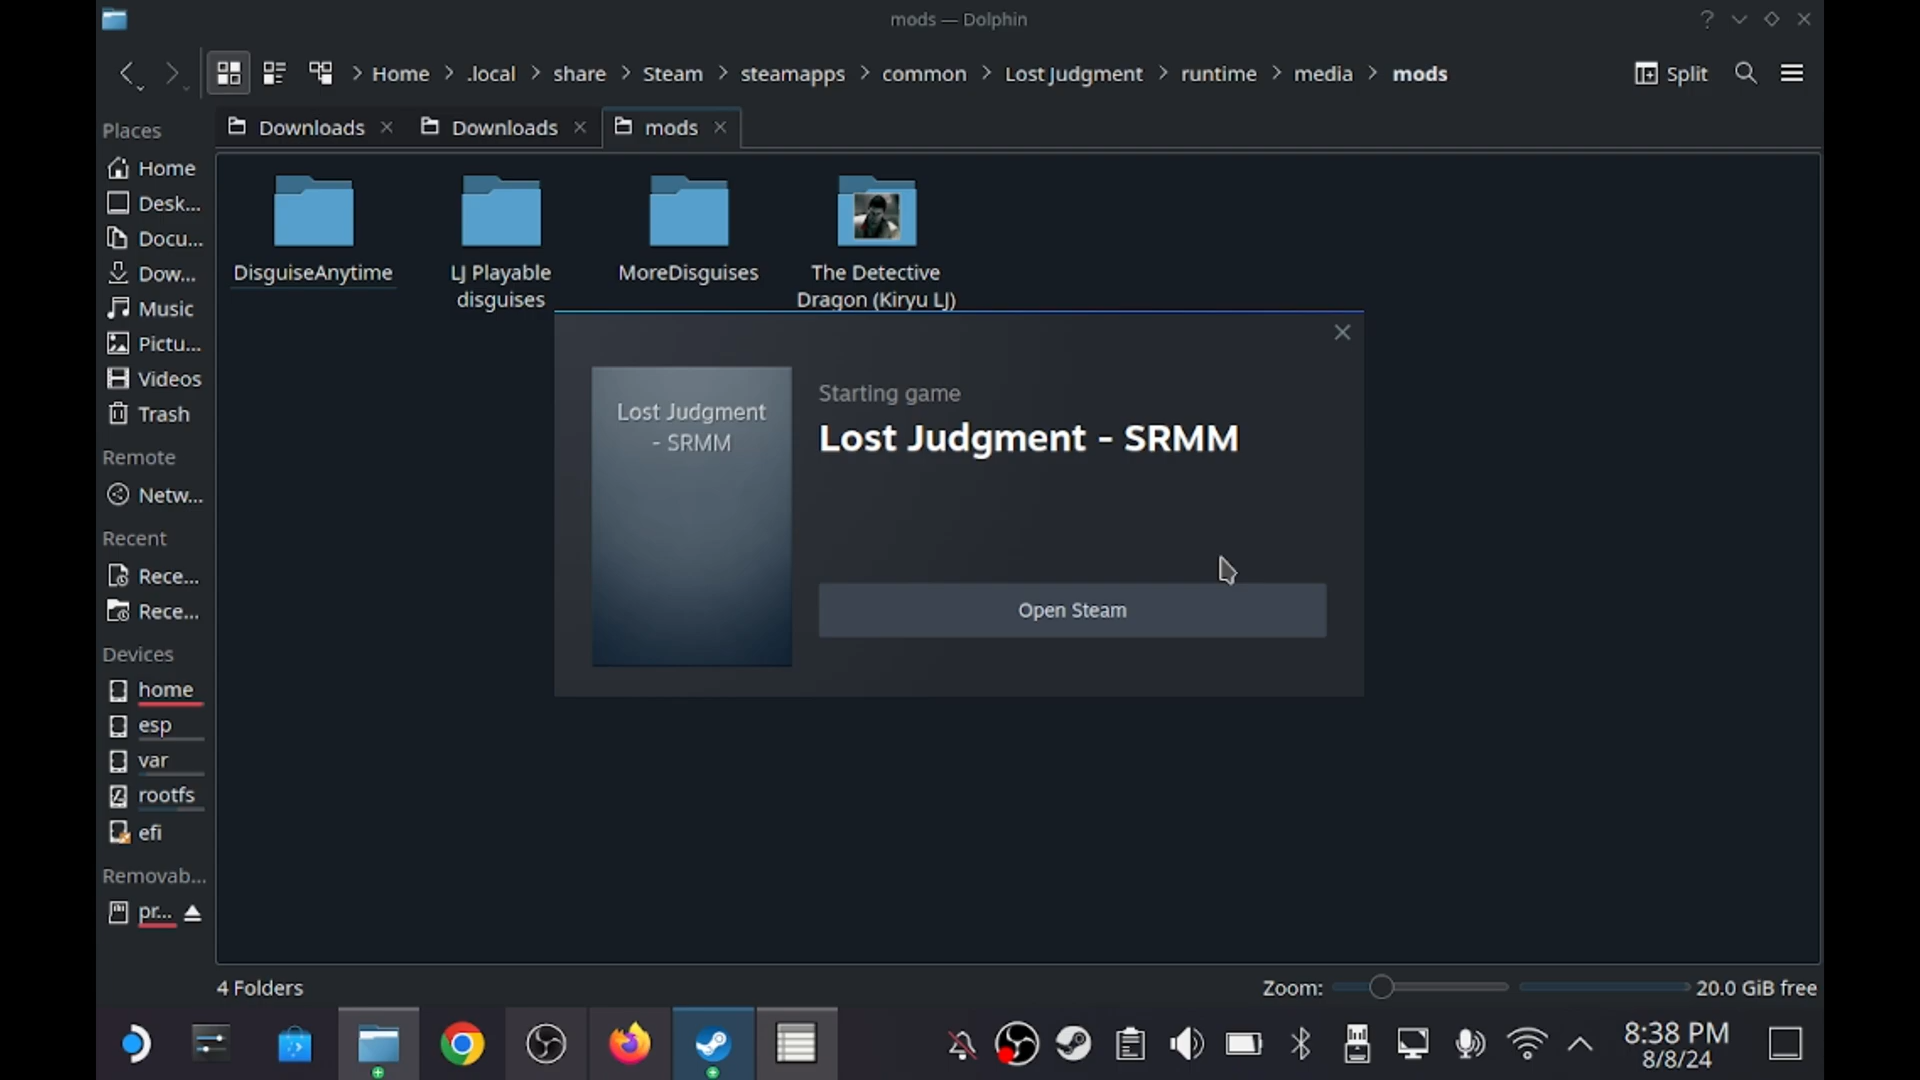 mods — Dolphin
Home > .local > share > Steam > steamapps > common > Lost Judgment > runtime > media > mods
Split
Downloads
Downloads
mods
Places
Home
Desk...
Docu...
Dow...
Music
Pictu...
Videos
Trash
Remote
Netw...
Recent
Rece...
Rece...
Devices
home
esp
var
rootfs
efi
Removab...
pr...
DisguiseAnytime
LJ Playable
disguises
MoreDisguises
The Detective
Dragon (Kiryu LJ)
Lost Judgment
- SRMM
Starting game
Lost Judgment - SRMM
Open Steam
4 Folders
Zoom:
20.0 GiB free
8:38 PM
8/8/24